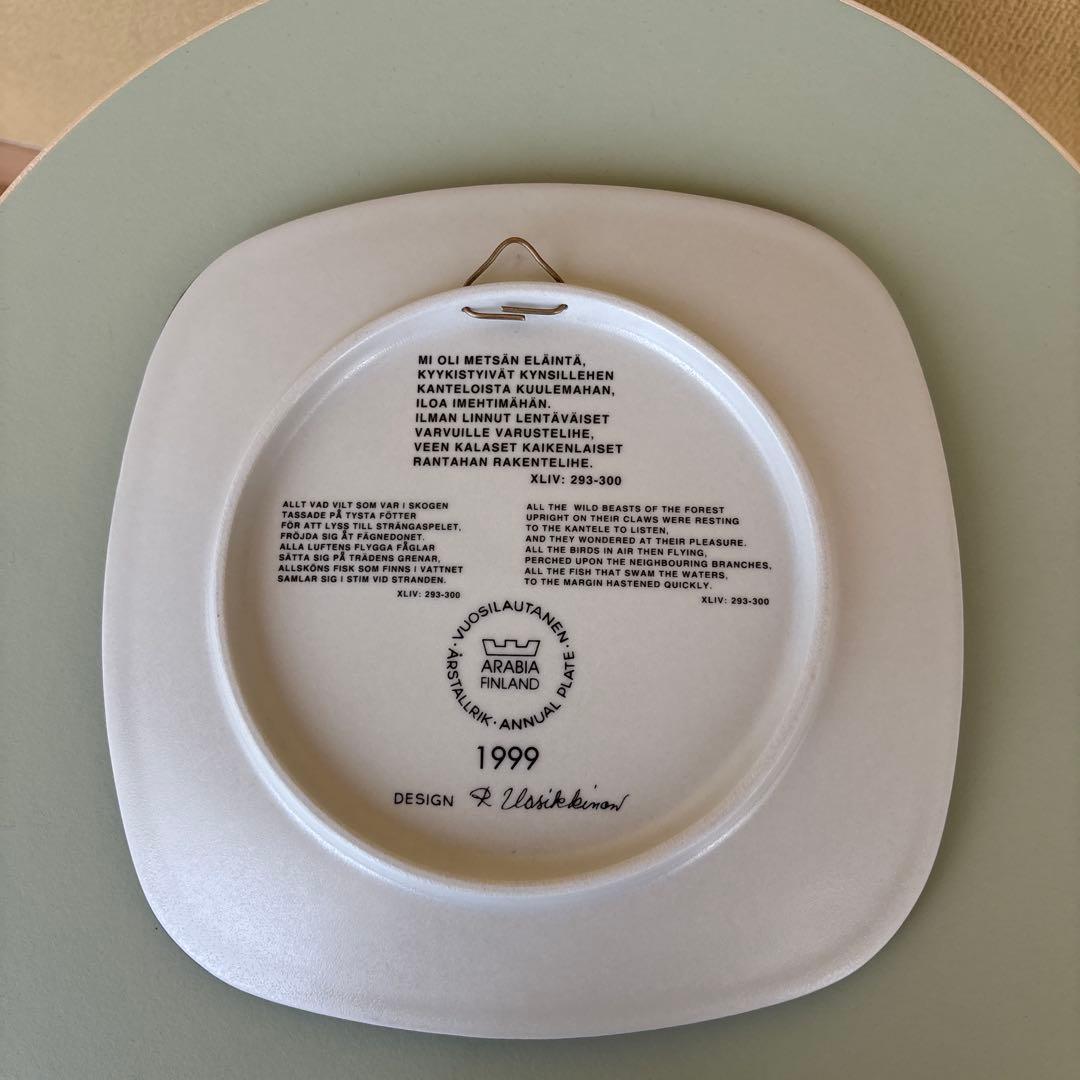 MI OLI METSÄN ELÄINTÄ,
KYYKISTYIVÄT KYNSILLEHEN
KANTELOISTA KUULEMAHAN,
ILOA IMEHTIMÄHÄN.
ILMAN LINNUT LENTÄVÄISET
VARVUILLE VARUSTELIHE,
VEEN KALASET KAIKENLAISET
RANTAHAN RAKENTELIHE.
XLIV: 293-300
ALLT VAD VILT SOM VAR I SKOGEN
TASSADE PÅ TYSTA FÖTTER
FÖR ATT LYSS TILL STRÄNGASPELET,
FRÖJDA SIG ÅT FÄGNEDONET.
ALLA LUFTENS FLYGGA FÅGLAR
SÄTTA SIG PÅ TRÄDENS GRENAR,
ALLSKÖNS FISK SOM FINNS I VATTNET
SAMLAR SIG I STIM VID STRANDEN.
XLIV: 293-300
ALL THE WILD BEASTS OF THE FOREST
UPRIGHT ON THEIR CLAWS WERE RESTING
TO THE KANTELE TO LISTEN,
AND THEY WONDERED AT THEIR PLEASURE.
ALL THE BIRDS IN AIR THEN FLYING,
PERCHED UPON THE NEIGHBOURING BRANCHES,
ALL THE FISH THAT SWAM THE WATERS,
TO THE MARGIN HASTENED QUICKLY.
XLIV: 293-300
· VUOSILAUTANEN · ANNUAL PLATE · ÅRSTALLRIK
ARABIA
FINLAND
1999
DESIGN R Uosikkinen